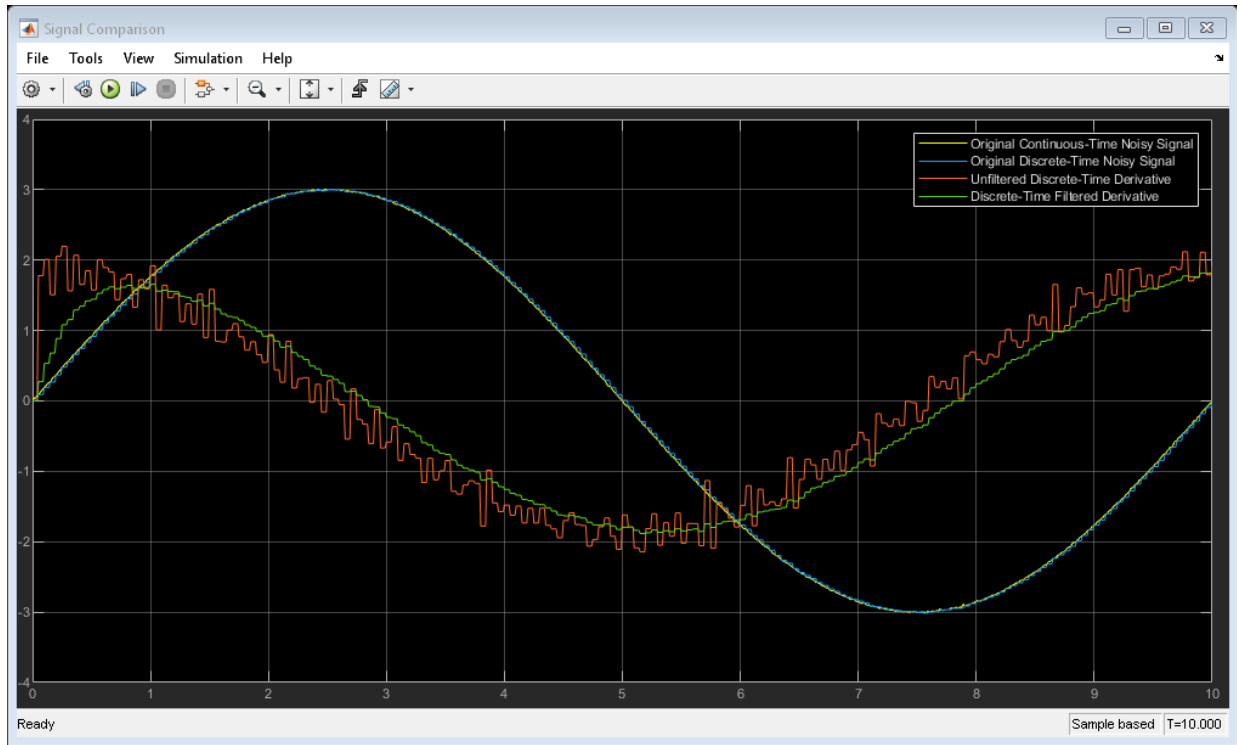 Signal Comparison
File Tools View Simulation Help
4
Original Continuous-Time Noisy Signal
Original Discrete-Time Noisy Signal
Unfiltered Discrete-Time Derivative
Discrete-Time Filtered Derivative
3
2
1
0
-1
-2
-3
-4
0 1 2 3 4 5 6 7 8 9 10
Ready Sample based T=10.000